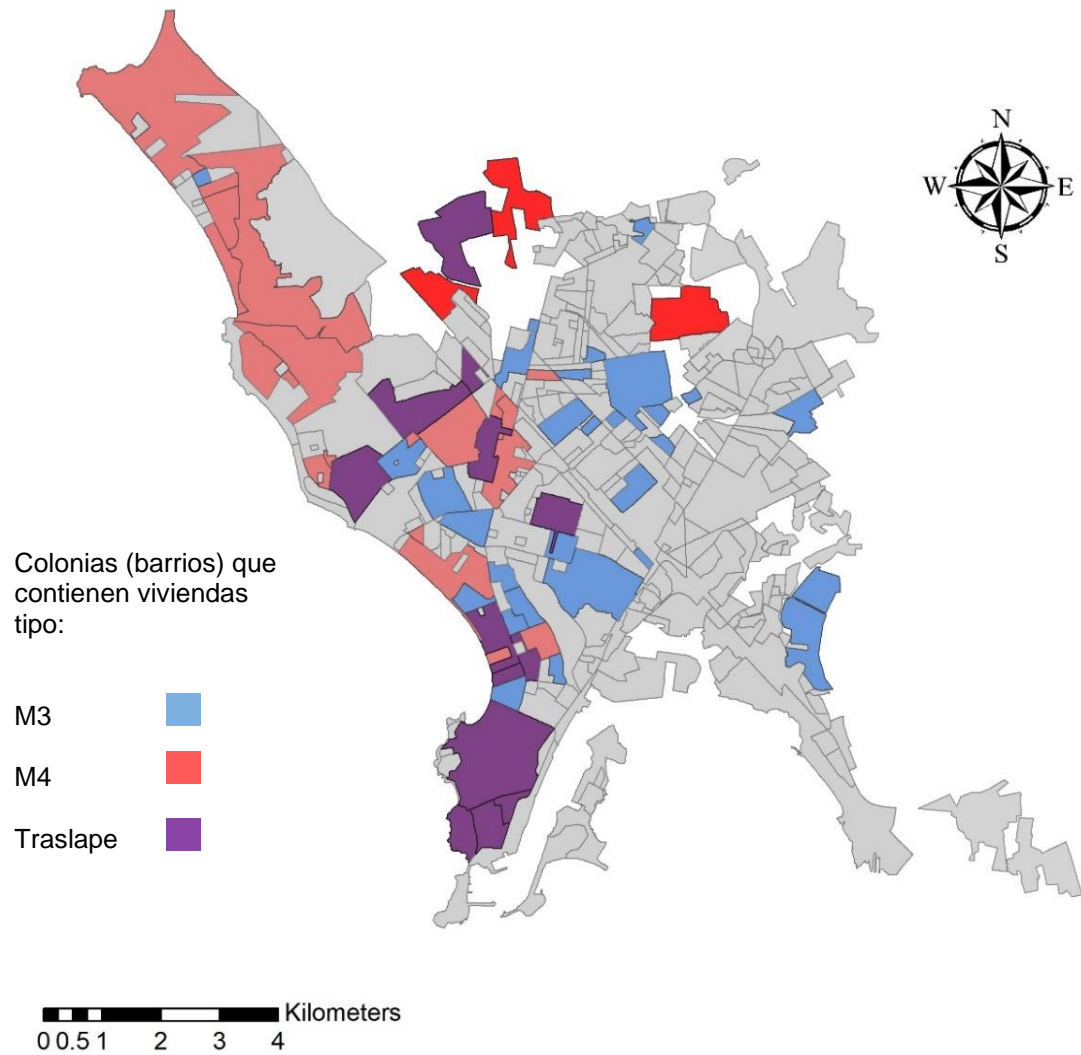 N
W E
S
Colonias (barrios) que
contienen viviendas
tipo:
M3
M4
Traslape
Kilometers
0 0.5 1 2 3 4